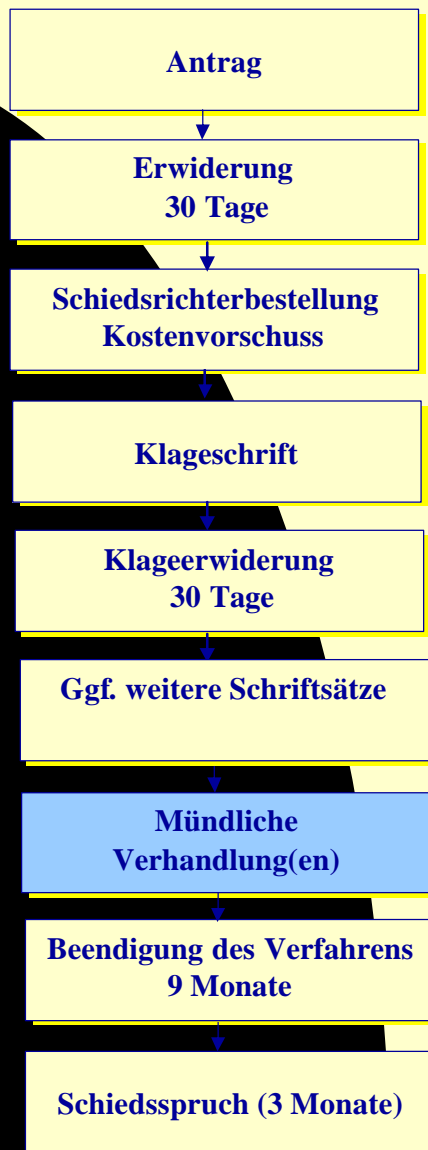 Antrag
Erwiderung
30 Tage
Schiedsrichterbestellung
Kostenvorschuss
Klageschrift
Klageerwiderung
30 Tage
Ggf. weitere Schriftsätze
Mündliche
Verhandlung(en)
Beendigung des Verfahrens
9 Monate
Schiedsspruch (3 Monate)